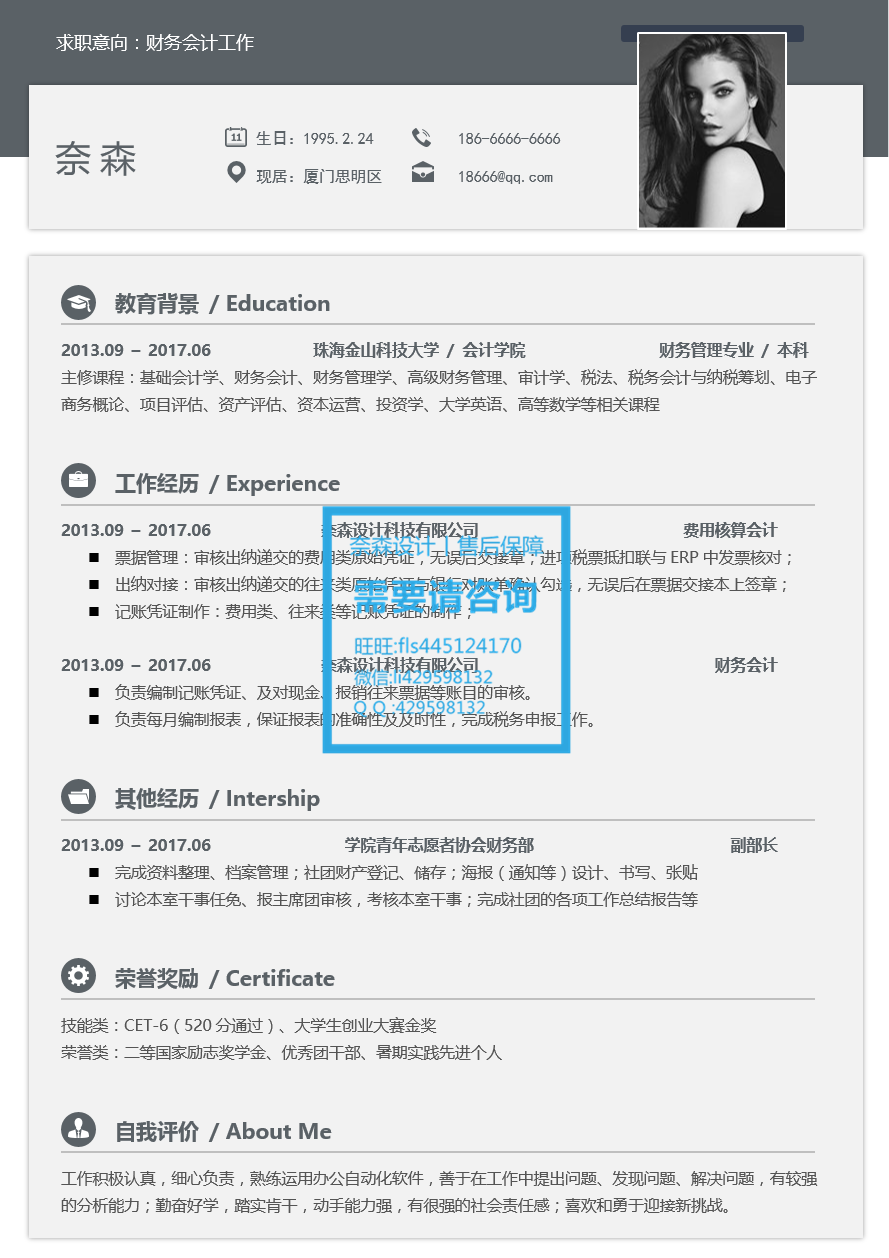 求职意向：财务会计工作
奈森
11 生日：1995.2.24 186-6666-6666
现居：厦门思明区 18666@qq.com
教育背景 / Education
2013.09 – 2017.06 珠海金山科技大学 / 会计学院 财务管理专业 / 本科
主修课程：基础会计学、财务会计、财务管理学、高级财务管理、审计学、税法、税务会计与纳税筹划、电子
商务概论、项目评估、资产评估、资本运营、投资学、大学英语、高等数学等相关课程
工作经历 / Experience
2013.09 – 2017.06 奈森设计科技有限公司 费用核算会计
■ 票据管理：审核出纳递交的费用类原始凭证，无误后交接章；进项税票抵扣联与 ERP 中发票核对；
■ 出纳对接：审核出纳递交的往来类原始凭证与银行对账单确认勾选，无误后在票据交接本上签章；
■ 记账凭证制作：费用类、往来类等记账凭证的制作；
2013.09 – 2017.06 奈森设计科技有限公司 财务会计
■ 负责编制记账凭证、及对现金、报销往来票据等账目的审核。
■ 负责每月编制报表，保证报表的准确性及及时性，完成税务申报工作。
奈森设计丨售后保障
需要请咨询
旺旺:fls445124170
微信:li429598132
Q Q :429598132
其他经历 / Intership
2013.09 – 2017.06 学院青年志愿者协会财务部 副部长
■ 完成资料整理、档案管理；社团财产登记、储存；海报（通知等）设计、书写、张贴
■ 讨论本室干事任免、报主席团审核，考核本室干事；完成社团的各项工作总结报告等
荣誉奖励 / Certificate
技能类：CET-6（520 分通过）、大学生创业大赛金奖
荣誉类：二等国家励志奖学金、优秀团干部、暑期实践先进个人
自我评价 / About Me
工作积极认真，细心负责，熟练运用办公自动化软件，善于在工作中提出问题、发现问题、解决问题，有较强
的分析能力；勤奋好学，踏实肯干，动手能力强，有很强的社会责任感；喜欢和勇于迎接新挑战。